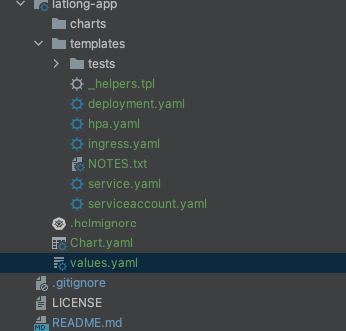 latlong-app
charts
templates
tests
_helpers.tpl
deployment.yaml
hpa.yaml
ingress.yaml
NOTES.txt
service.yaml
serviceaccount.yaml
.helmignore
Chart.yaml
values.yaml
.gitignore
LICENSE
MD README.md